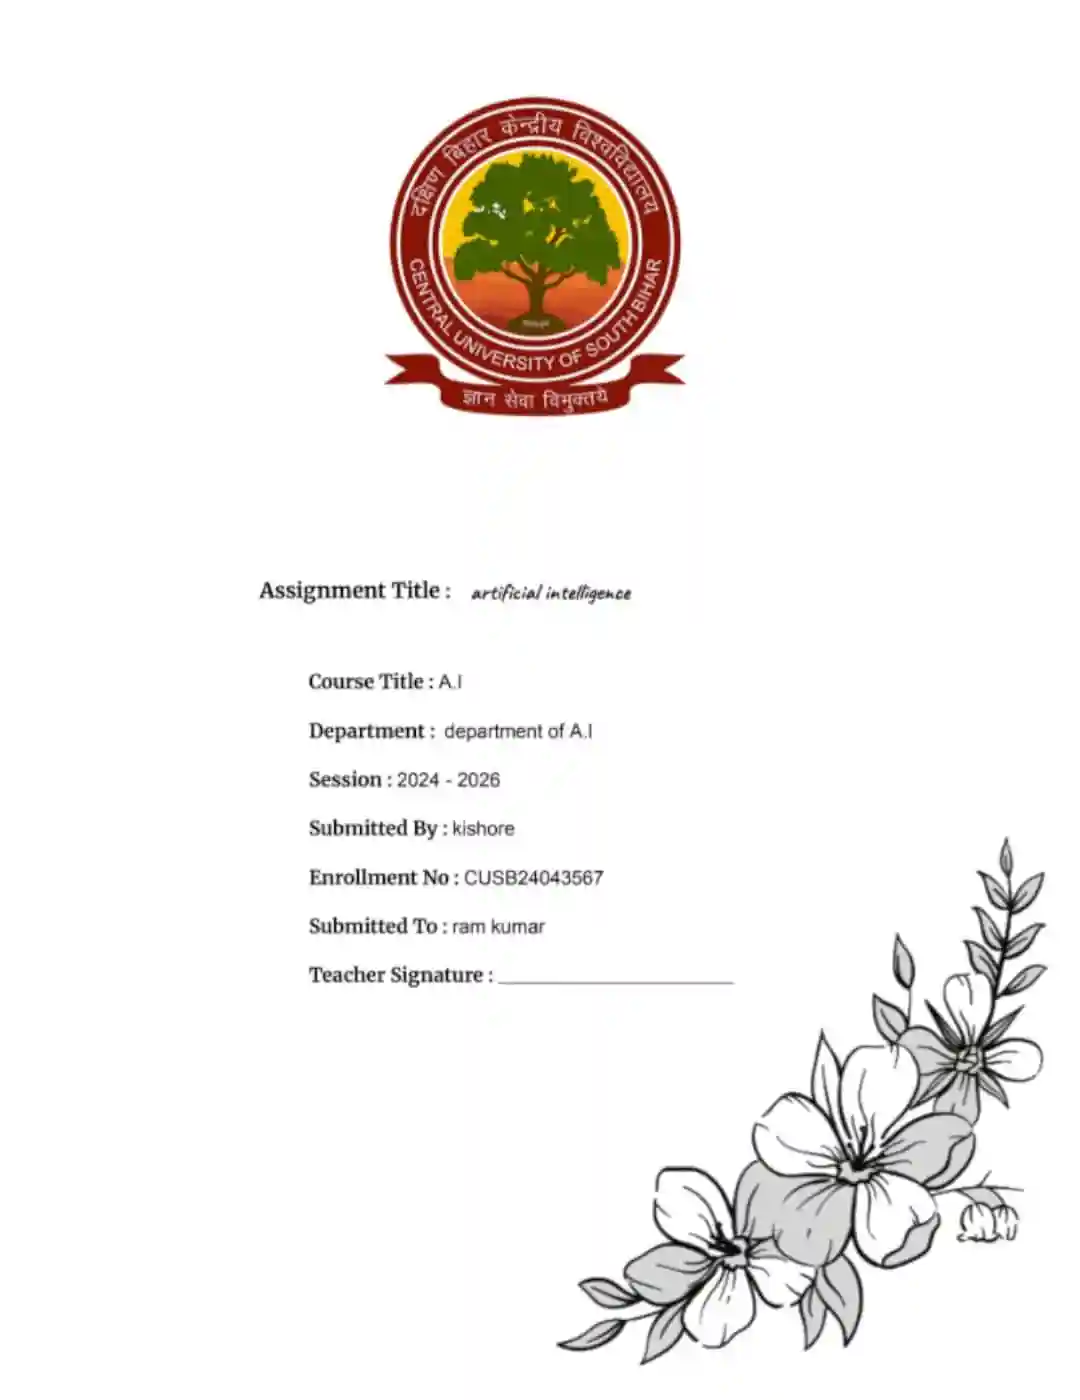 दक्षिण बिहार केन्द्रीय विश्वविद्यालय
CENTRAL UNIVERSITY OF SOUTH BIHAR
ज्ञान सेवा विमुक्तये
Assignment Title : artificial intelligence
Course Title : A.I
Department : department of A.I
Session : 2024 - 2026
Submitted By : kishore
Enrollment No : CUSB24043567
Submitted To : ram kumar
Teacher Signature : ____________________